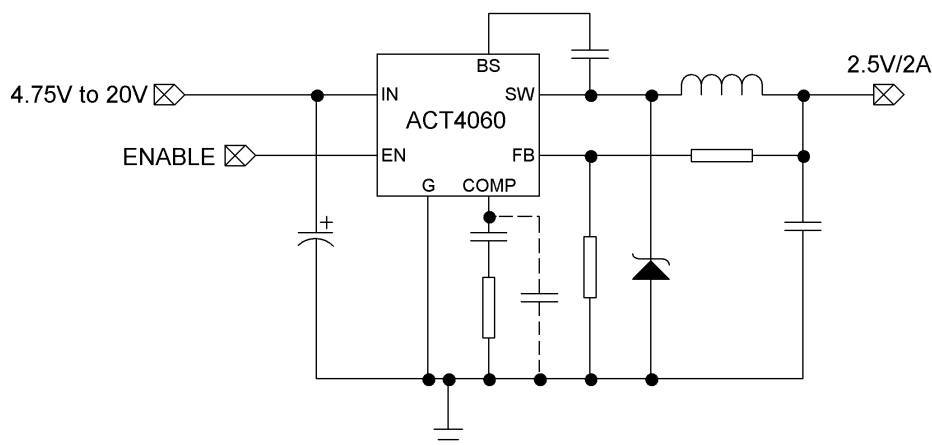 BS
2.5V/2A
4.75V to 20V
IN
SW
ACT4060
ENABLE
EN
FB
G
COMP
+